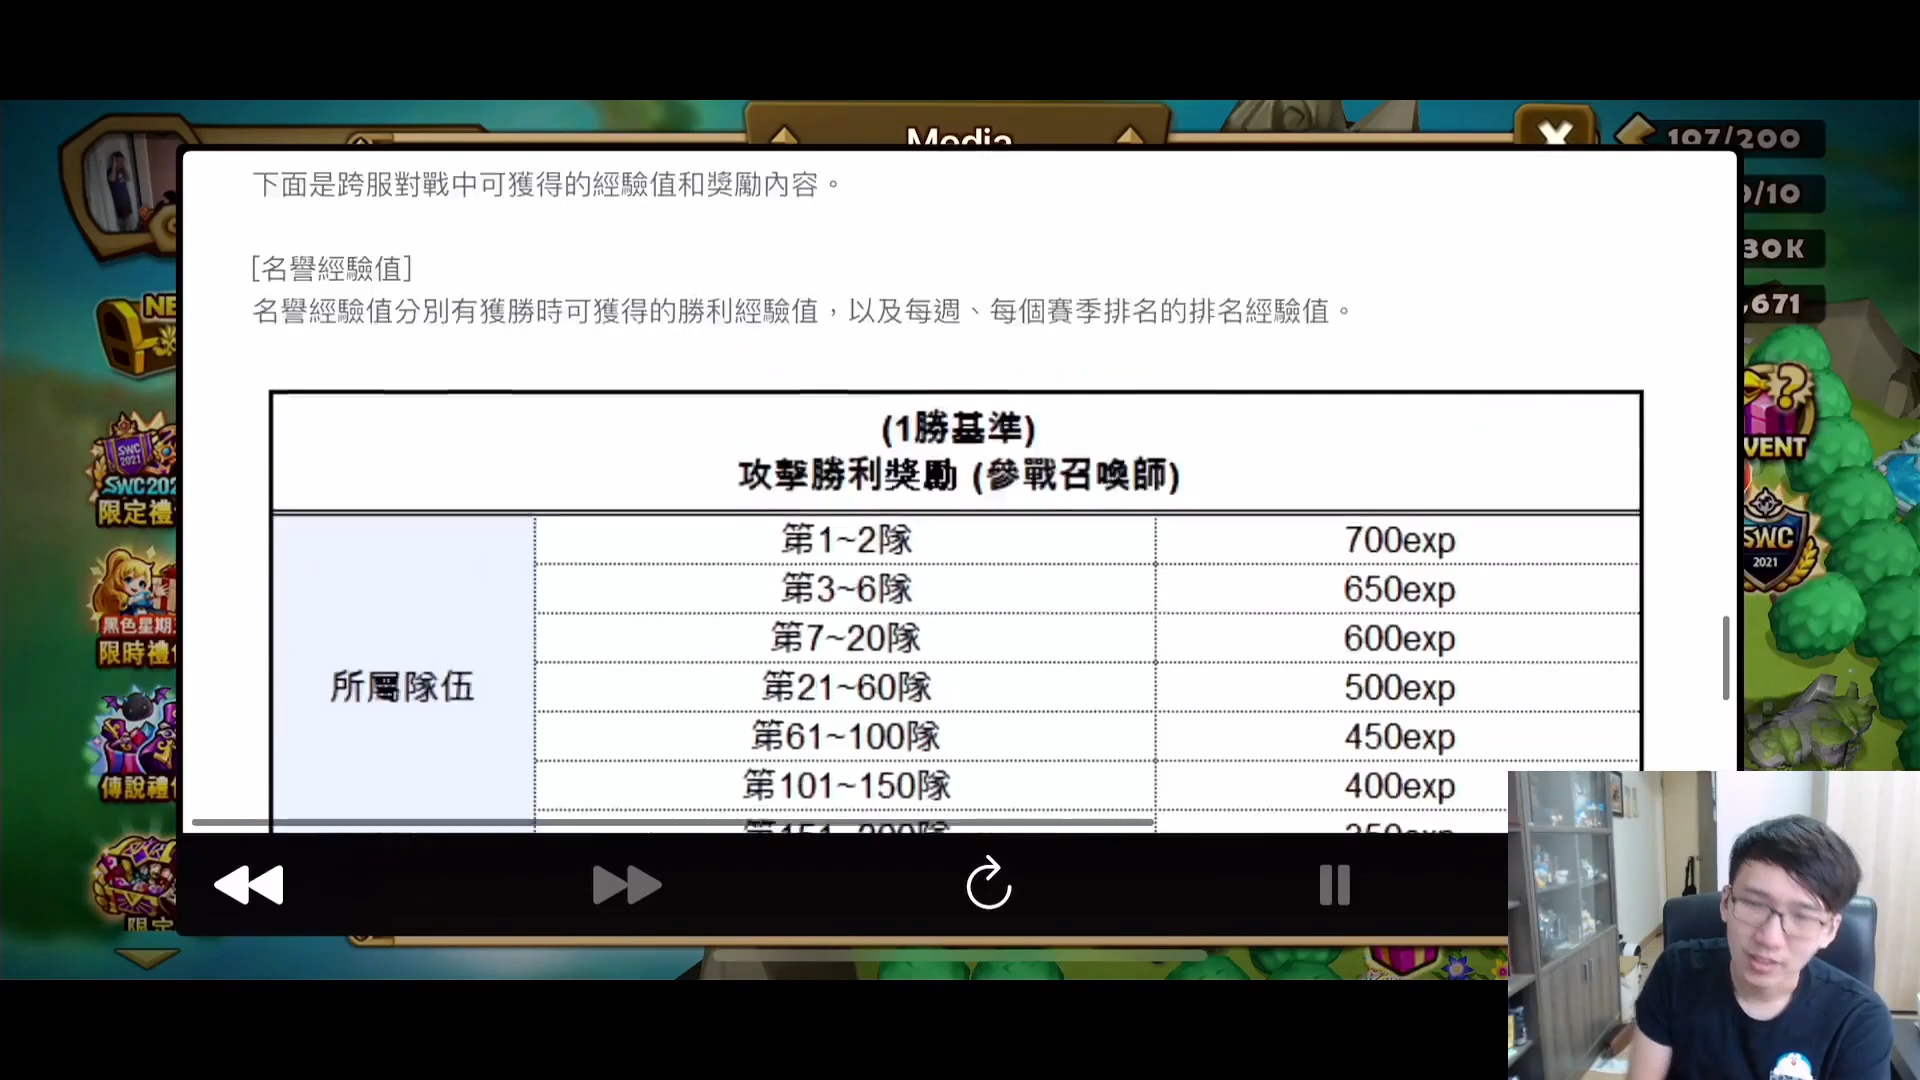 Media
197/200
/10
30K
,671
下面是跨服對戰中可獲得的經驗值和獎勵內容。
[名譽經驗值]
名譽經驗值分別有獲勝時可獲得的勝利經驗值，以及每週、每個賽季排名的排名經驗值。
(1勝基準)
攻擊勝利獎勵 (參戰召喚師)
所屬隊伍
第1~2隊 700exp
第3~6隊 650exp
第7~20隊 600exp
第21~60隊 500exp
第61~100隊 450exp
第101~150隊 400exp
NE
SWC 2021
SWC202
限定禮
黑色星期
限時禮
傳說禮
限定
VENT
SWC
2021